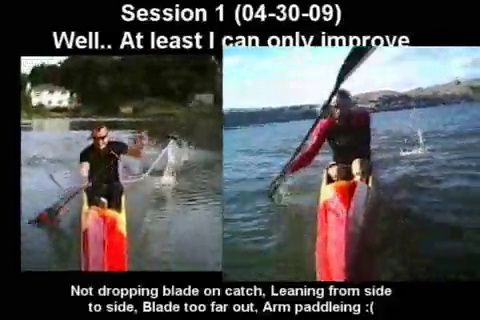 Session 1 (04-30-09)
Well.. At least I can only improve
Not dropping blade on catch, Leaning from side
to side, Blade too far out, Arm paddleing :(